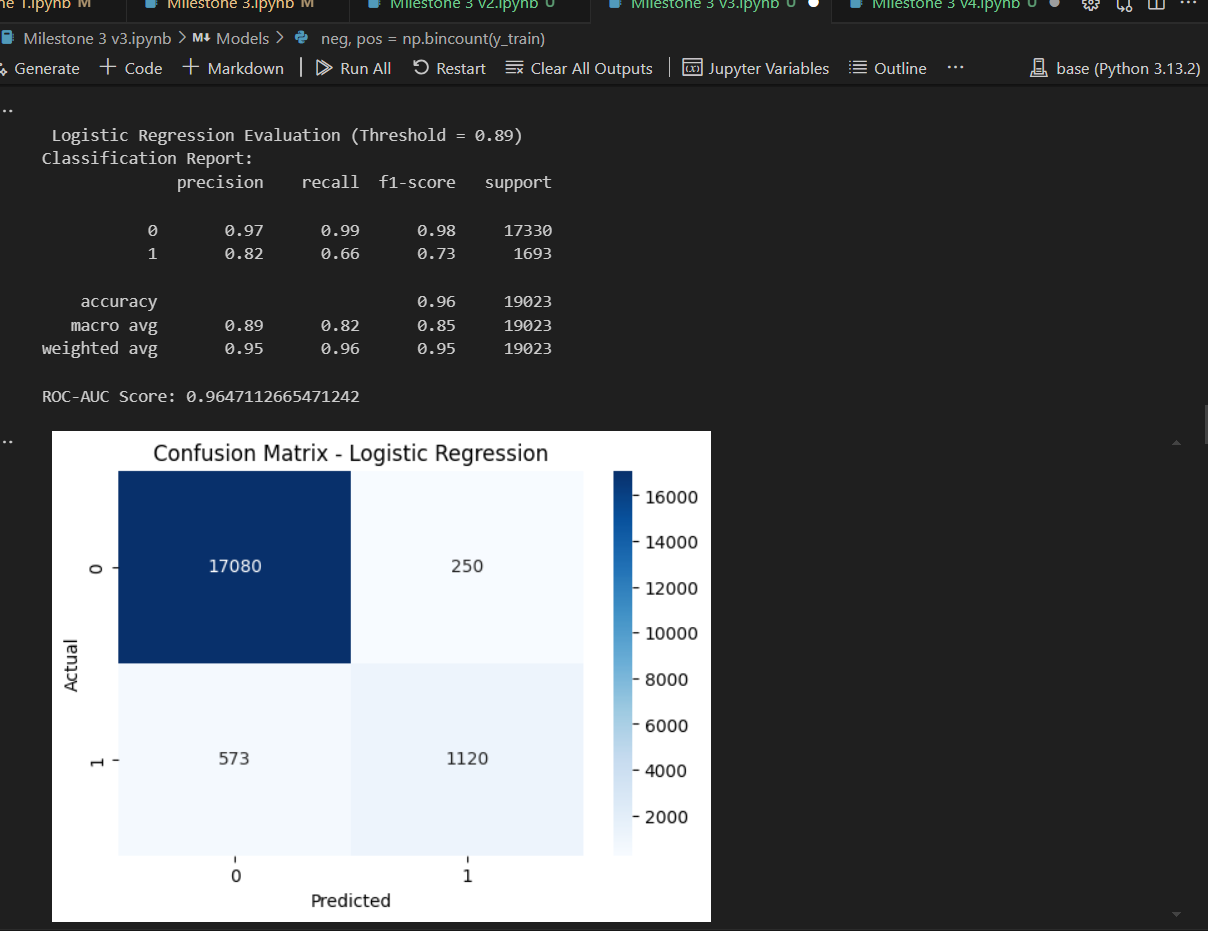 ne 1.ipynb M Milestone 3.ipynb M Milestone 3 v2.ipynb U Milestone 3 v3.ipynb U Milestone 3 v4.ipynb U
Milestone 3 v3.ipynb > M↓ Models > neg, pos = np.bincount(y_train)
Generate + Code + Markdown | Run All Restart Clear All Outputs | Jupyter Variables Outline ··· base (Python 3.13.2)
Logistic Regression Evaluation (Threshold = 0.89)
Classification Report:
precision recall f1-score support
0 0.97 0.99 0.98 17330
1 0.82 0.66 0.73 1693
accuracy 0.96 19023
macro avg 0.89 0.82 0.85 19023
weighted avg 0.95 0.96 0.95 19023
ROC-AUC Score: 0.9647112665471242
Confusion Matrix - Logistic Regression
16000
14000
12000
10000
8000
6000
4000
2000
Actual
0
17080 250
1
573 1120
0 1
Predicted